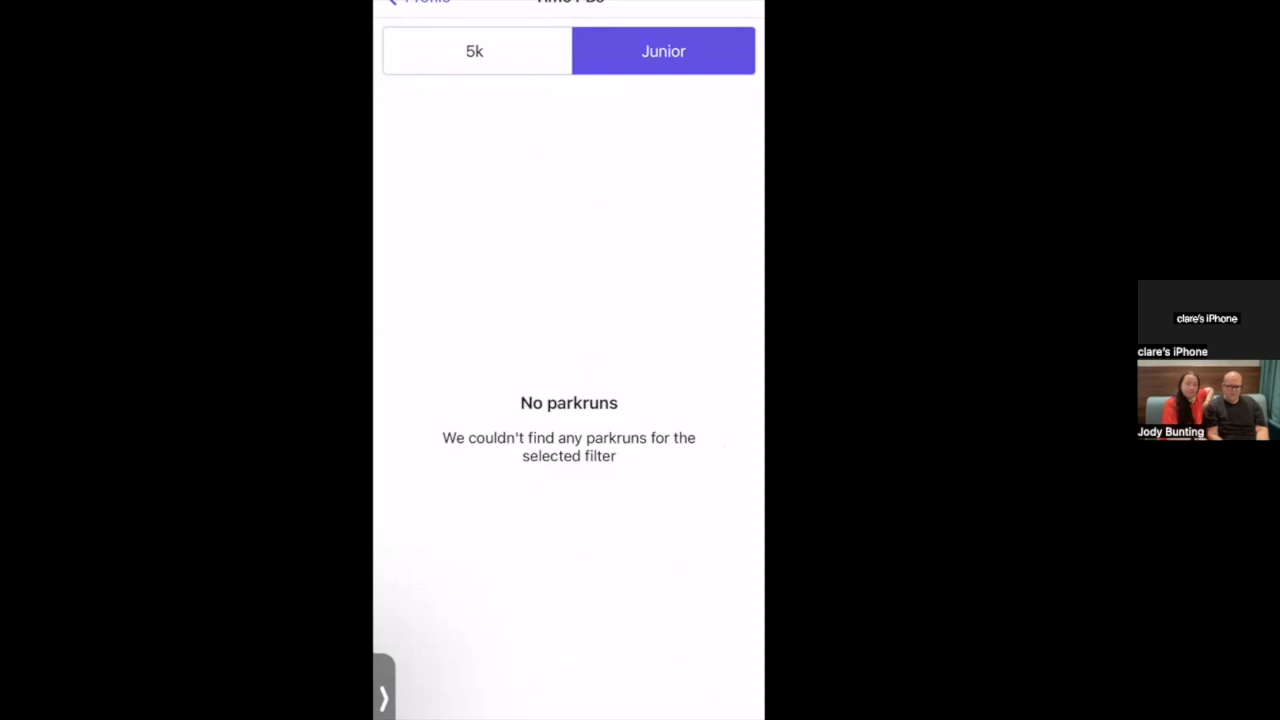 5k
Junior
No parkruns
We couldn't find any parkruns for the
selected filter
clare's iPhone
clare's iPhone
Jody Bunting